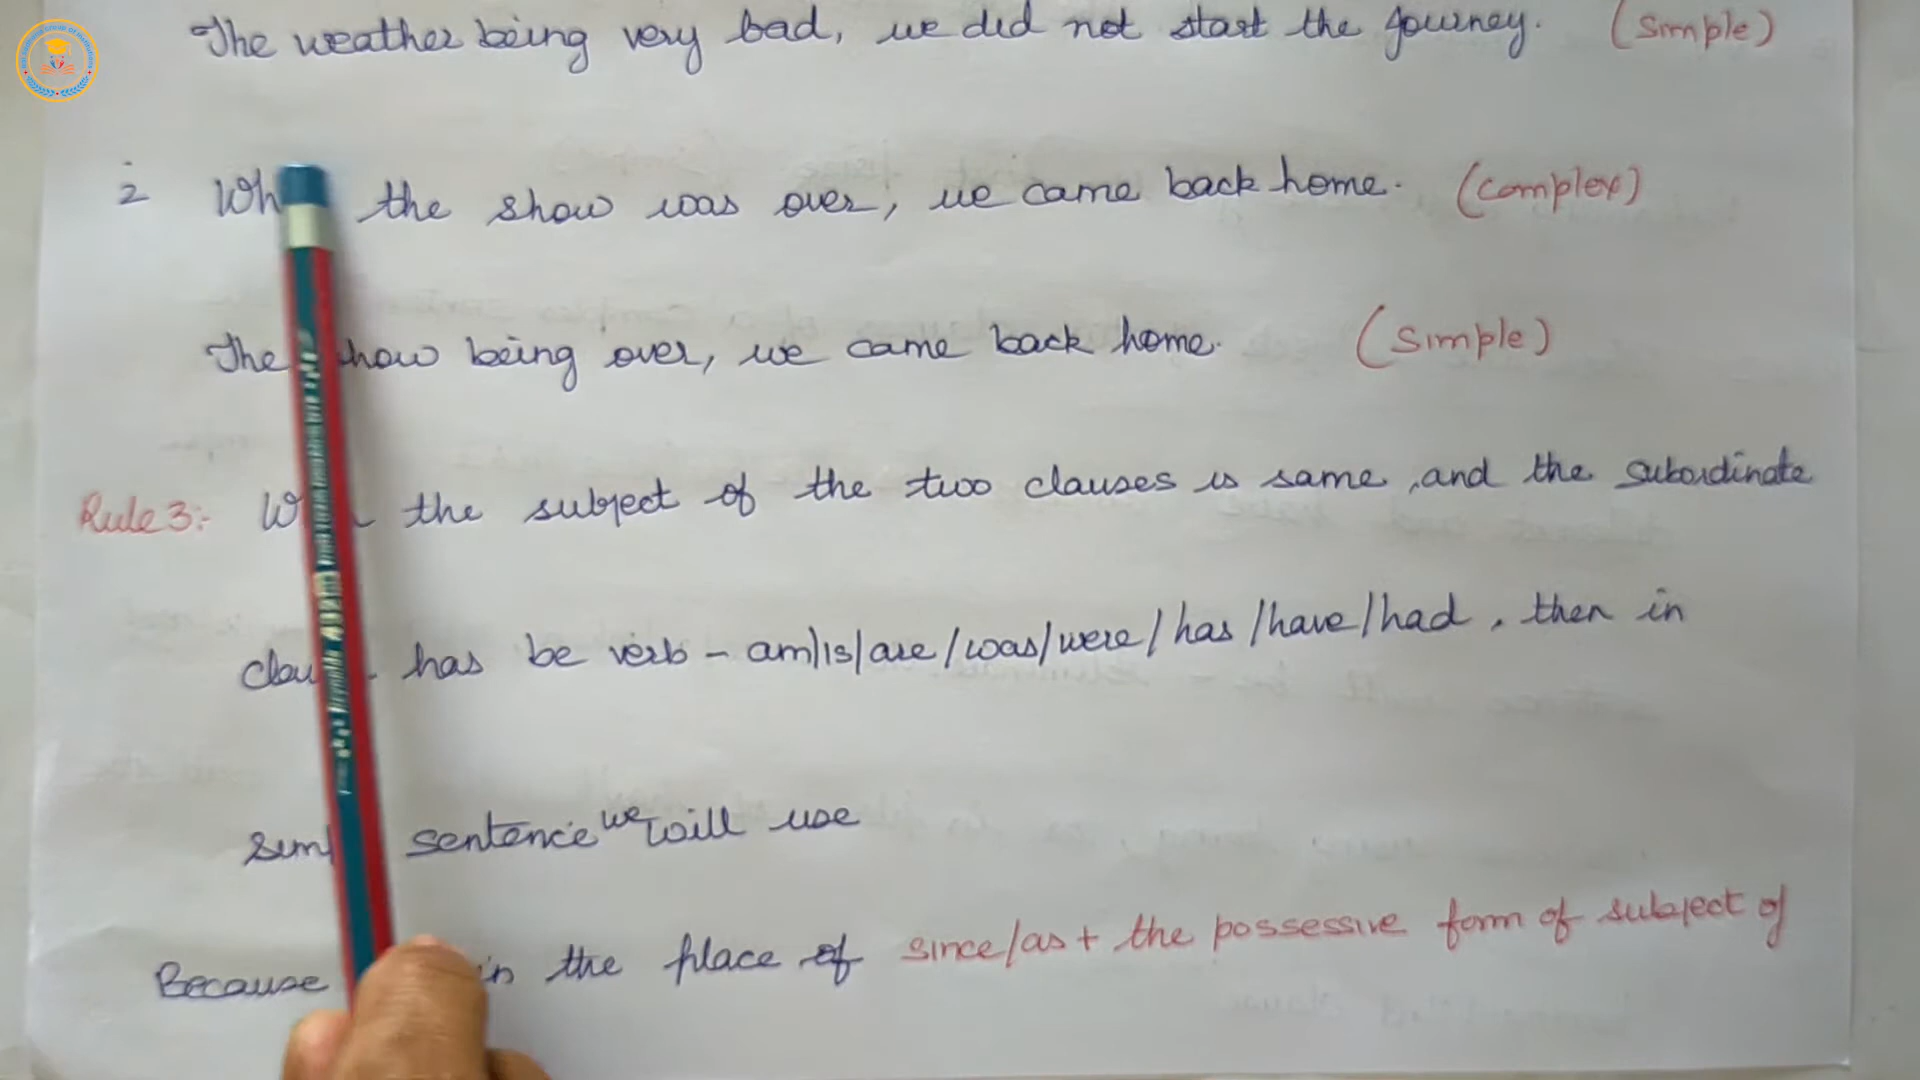 The weather being very bad, we did not start the journey. (Simple)
2 the show was over, we came back home. (Complex)
The being over, we came back home. (Simple)
Rule 3:- the subject of the two clauses is same, and the subordinate
has be verb - am/is/are/was/were/has/have/had, then in
sentence we will use
Because in the place of since/as + the possessive form of subject of